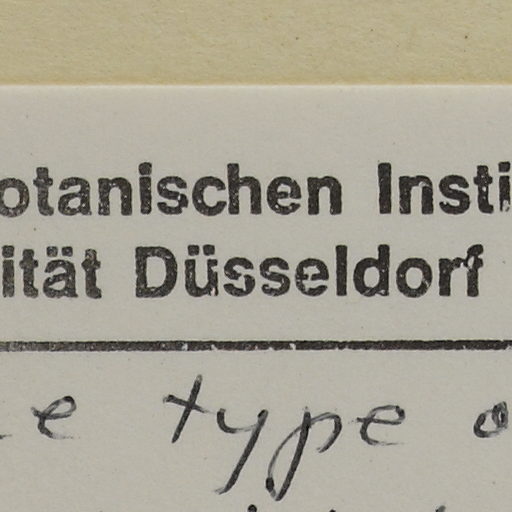 otanischen Insti
ität Düsseldorf
e type o